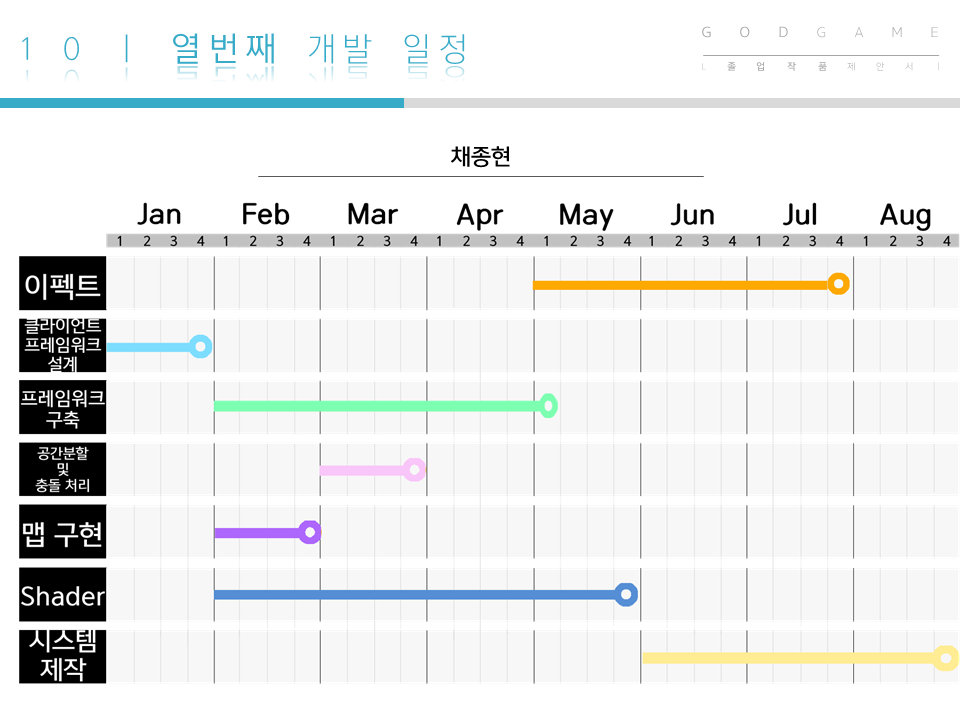 10 | 열번째 개발 일정
GODGAME
L 졸업작품제안서 |
채종현
Jan Feb Mar Apr May Jun Jul Aug
1 2 3 4 1 2 3 4 1 2 3 4 1 2 3 4 1 2 3 4 1 2 3 4 1 2 3 4 1 2 3 4
이펙트
클라이언트
프레임워크
설계
프레임워크
구축
공간분할
및
충돌 처리
맵 구현
Shader
시스템
제작